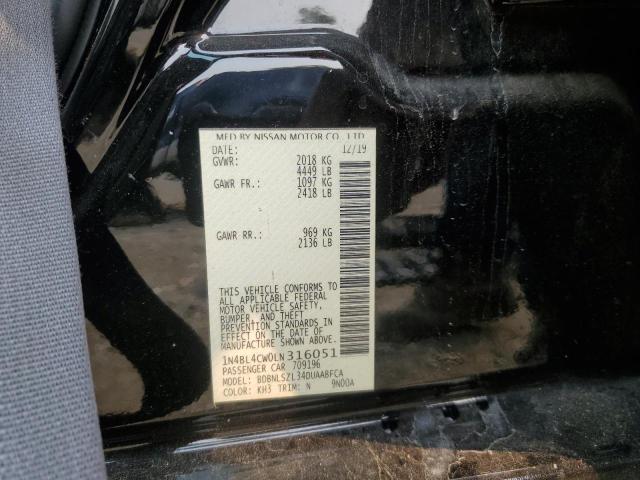 MFD BY NISSAN MOTOR CO., LTD.
DATE: 12/19
GVWR: 2018 KG
4449 LB
GAWR FR.: 1097 KG
2418 LB
GAWR RR.: 969 KG
2136 LB
THIS VEHICLE CONFORMS TO
ALL APPLICABLE FEDERAL
MOTOR VEHICLE SAFETY,
BUMPER, AND THEFT
PREVENTION STANDARDS IN
EFFECT ON THE DATE OF
MANUFACTURE SHOWN ABOVE.
1N4BL4CW0LN316051
PASSENGER CAR 709196
MODEL: BDBNLSZL34DUAABFCA
COLOR: KH3 TRIM: N 9N00A